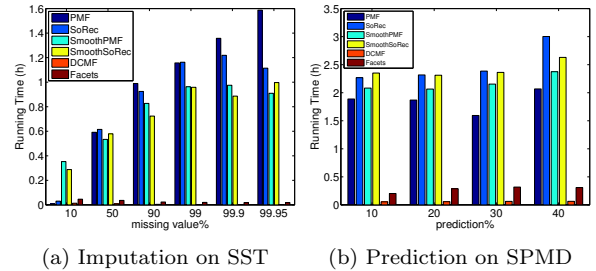 1.6
1.4
1.2
1
0.8
0.6
0.4
0.2
0
Running Time (h)
PMF
SoRec
SmoothPMF
SmoothSoRec
DCMF
Facets
10 50 90 99 99.9 99.95
missing value%
(a) Imputation on SST
3.5
3
2.5
2
1.5
1
0.5
0
Running Time (h)
PMF
SoRec
SmoothPMF
SmoothSoRec
DCMF
Facets
10 20 30 40
prediction%
(b) Prediction on SPMD